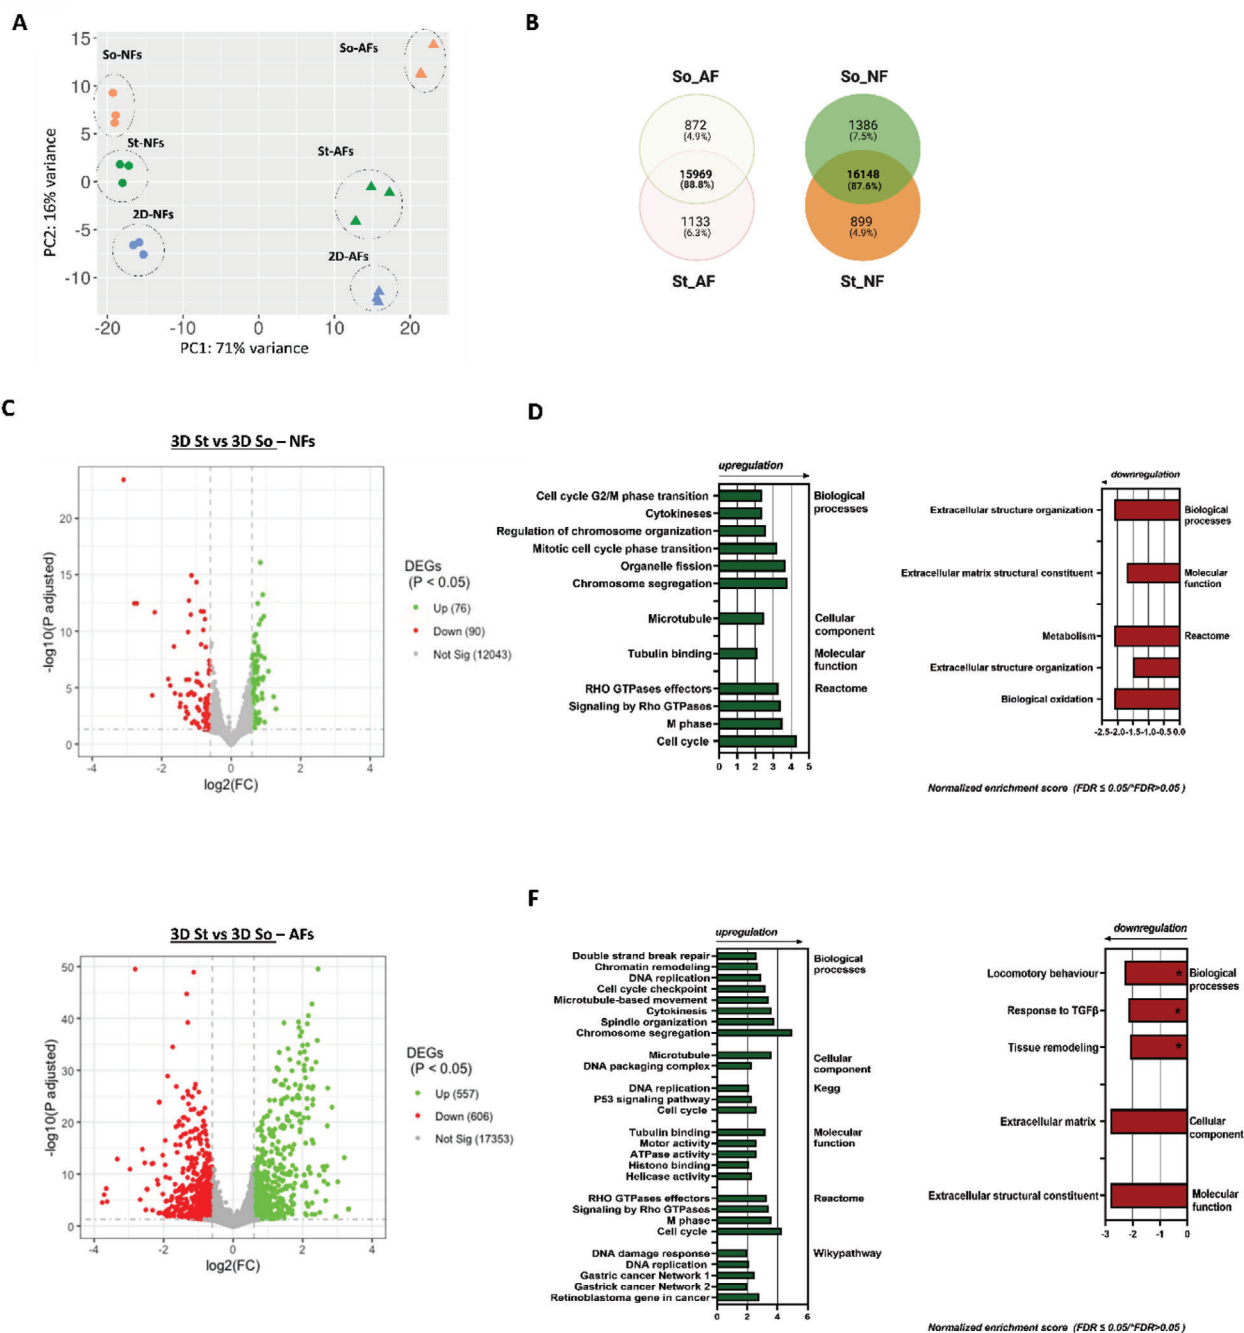 A
So-NFs
So-AFs
St-NFs
St-AFs
2D-NFs
2D-AFs
15
10
5
0
-5
-10
PC2: 16% variance
-20
-10
0
10
20
PC1: 71% variance
B
So_AF
So_NF
872
(4.9%)
1386
(7.5%)
15969
(88.8%)
16148
(87.6%)
1133
(6.3%)
899
(4.9%)
St_AF
St_NF
C
3D St vs 3D So – NFs
-log10(P adjusted)
20
15
10
5
0
-4
-2
0
2
4
log2(FC)
DEGs
(P < 0.05)
Up (76)
Down (90)
Not Sig (12043)
D
upregulation
Cell cycle G2/M phase transition
Cytokineses
Regulation of chromosome organization
Mitotic cycle phase transition
Organelle fission
Chromosome segregation
Microtubule
Tubulin binding
RHO GTPases effectors
Signaling by Rho GTPases
M phase
Cell cycle
Biological
processes
Cellular
component
Molecular
function
Reactome
0 1 2 3 4 5
downregulation
Extracellular structure organization
Extracellular matrix structural constituent
Metabolism
Extracellular structure organization
Biological oxidation
Biological
processes
Molecular
function
Reactome
-2.5 -2.0 -1.5 -1.0 -0.5 0.0
Normalized enrichment score (FDR ≤ 0.05/*FDR>0.05 )
3D St vs 3D So – AFs
-log10(P adjusted)
50
40
30
20
10
0
-4
-2
0
2
4
log2(FC)
DEGs
(P < 0.05)
Up (557)
Down (606)
Not Sig (17353)
F
upregulation
Double strand break repair
Chromatin remodeling
DNA replication
Cell cycle checkpoint
Microtubule-based movement
Cytokinesis
Spindle organization
Chromosome segregation
Microtubule
DNA packaging complex
DNA replication
P53 signaling pathway
Cell cycle
Tubulin binding
Motor activity
ATPase activity
Histone binding
Helicase activity
RHO GTPases effectors
Signaling by Rho GTPases
M phase
Cell cycle
DNA damage response
DNA replication
Gastric cancer Network 1
Gastrick cancer Network 2
Retinoblastoma gene in cancer
Biological
processes
Cellular
component
Kegg
Molecular
function
Reactome
Wikypathway
0 2 4 6
downregulation
Locomotory behaviour
Response to TGFβ
Tissue remodeling
Extracellular matrix
Extracellular structural constituent
*
*
*
Biological
processes
Cellular
component
Molecular
function
-3 -2 -1 0
Normalized enrichment score (FDR ≤ 0.05/*FDR>0.05 )